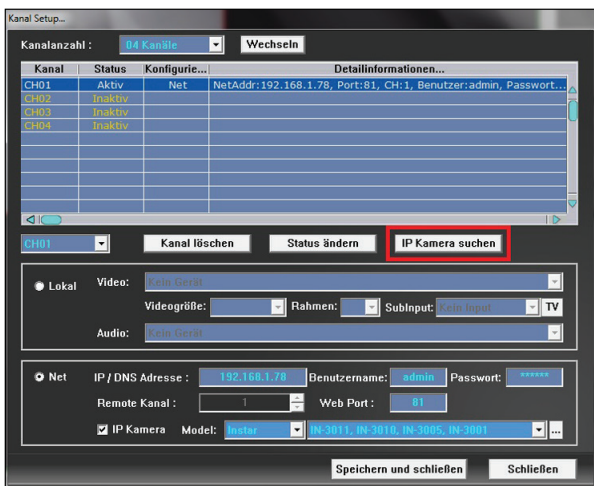 Kanal Setup...
Kanalanzahl : 04 Kanäle Wechseln
Kanal Status Konfigurie... Detailinformationen...
CH01 Aktiv Net NetAddr:192.168.1.78, Port:81, CH:1, Benutzer:admin, Passwort...
CH02 Inaktiv
CH03 Inaktiv
CH04 Inaktiv
CH01 Kanal löschen Status ändern IP Kamera suchen
Lokal Video: Kein Gerät
Videogröße: Rahmen: SubInput: Kein Input TV
Audio: Kein Gerät
Net IP / DNS Adresse : 192.168.1.78 Benutzername: admin Passwort: ******
Remote Kanal : 1 Web Port : 81
IP Kamera Model: Instar IN-3011, IN-3010, IN-3005, IN-3001 ...
Speichern und schließen Schließen